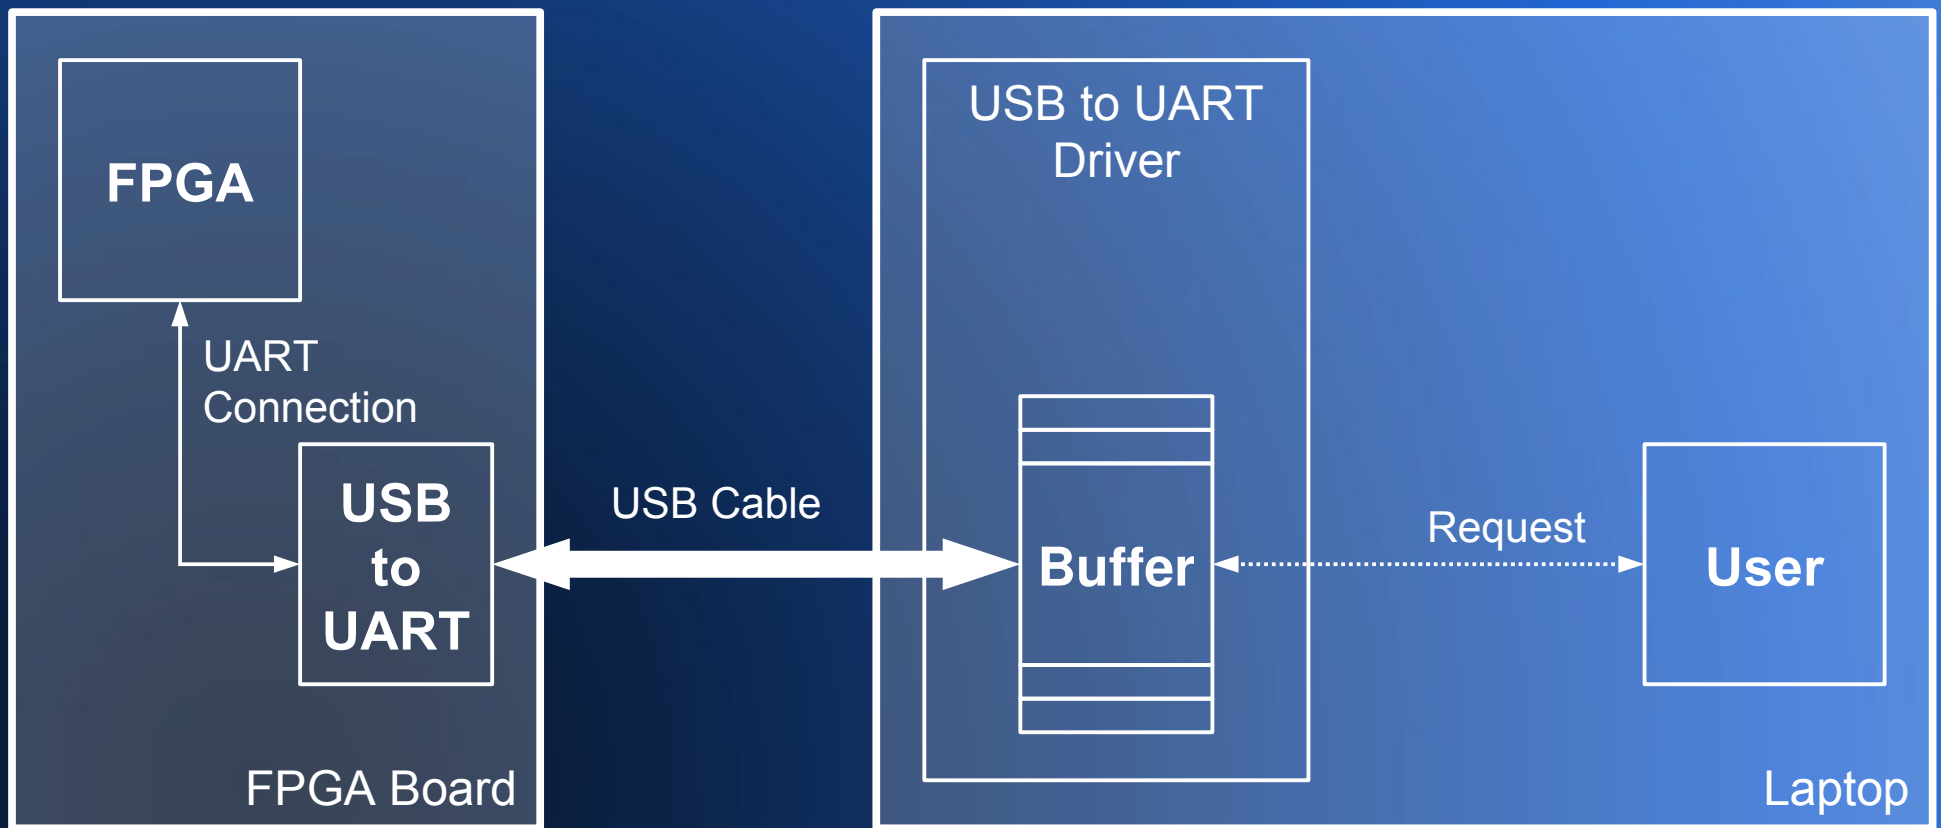 FPGA
UART
Connection
USB
to
UART
FPGA Board
USB Cable
USB to UART
Driver
Buffer
Request
User
Laptop